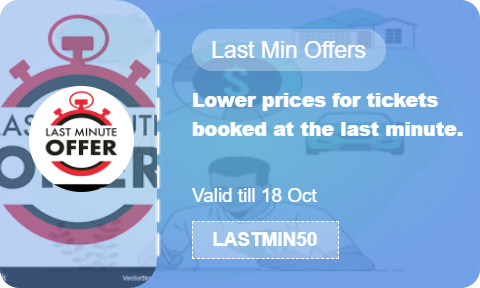 Last Min Offers
Lower prices for tickets
booked at the last minute.
LAST MINUTE
OFFER
Valid till 18 Oct
LASTMIN50